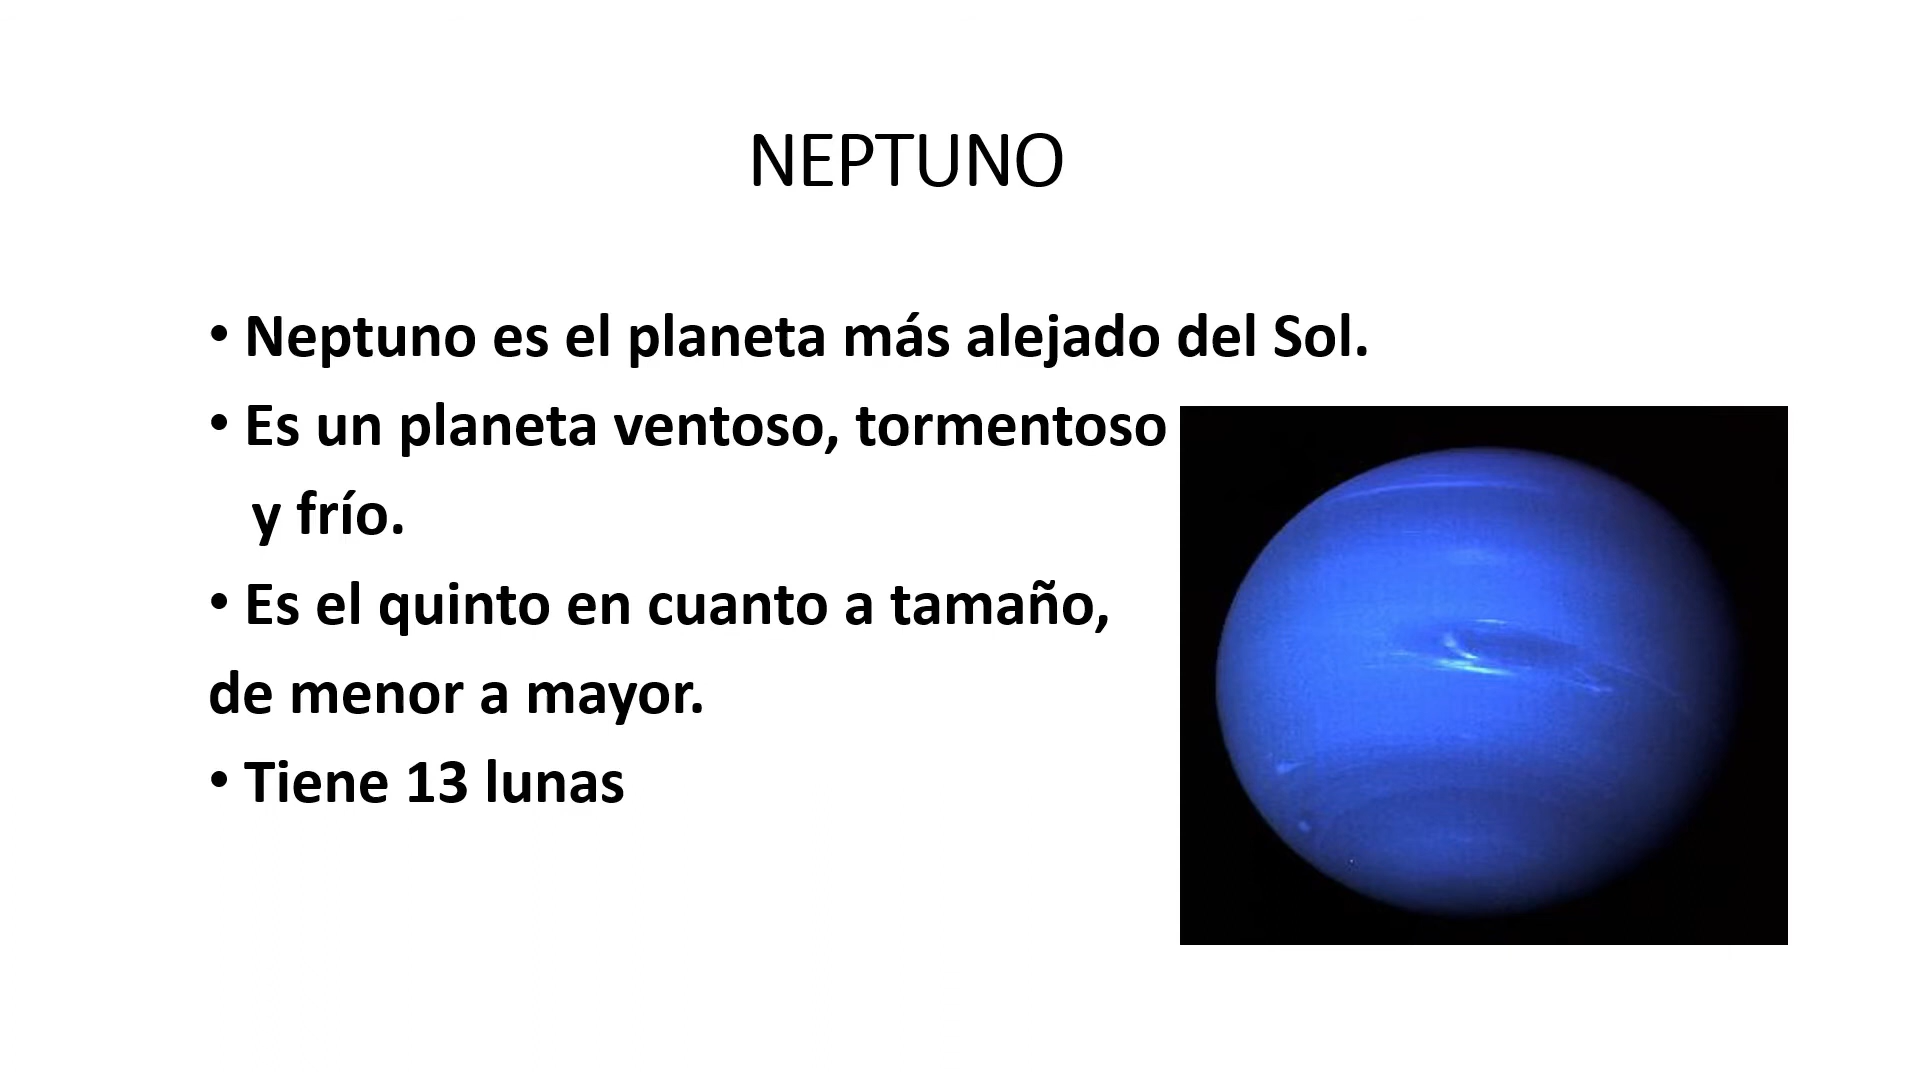 NEPTUNO
• Neptuno es el planeta más alejado del Sol.
• Es un planeta ventoso, tormentoso
y frío.
• Es el quinto en cuanto a tamaño,
de menor a mayor.
• Tiene 13 lunas